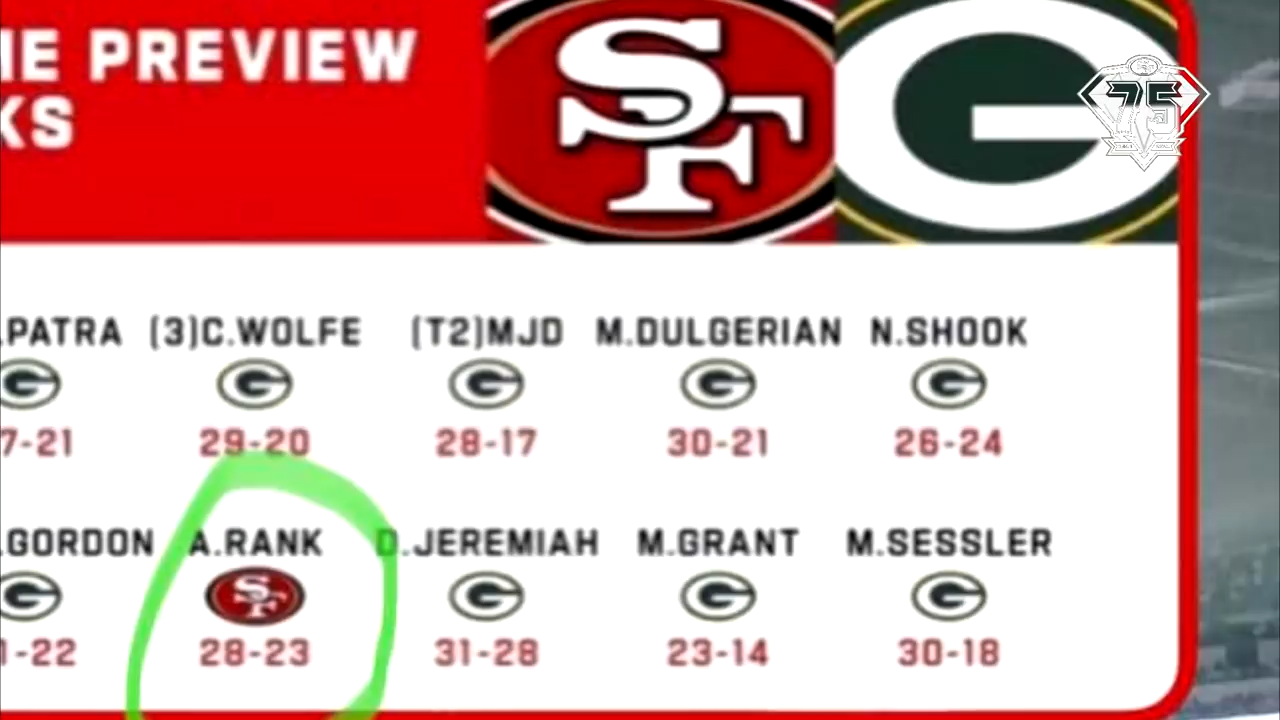 ME PREVIEW
KS
SF
G
75
.PATRA (3)C.WOLFE (T2)MJD M.DULGERIAN N.SHOOK
G G G G G
7-21 29-20 28-17 30-21 26-24
.GORDON A.RANK D.JEREMIAH M.GRANT M.SESSLER
G SF G G G
1-22 28-23 31-28 23-14 30-18